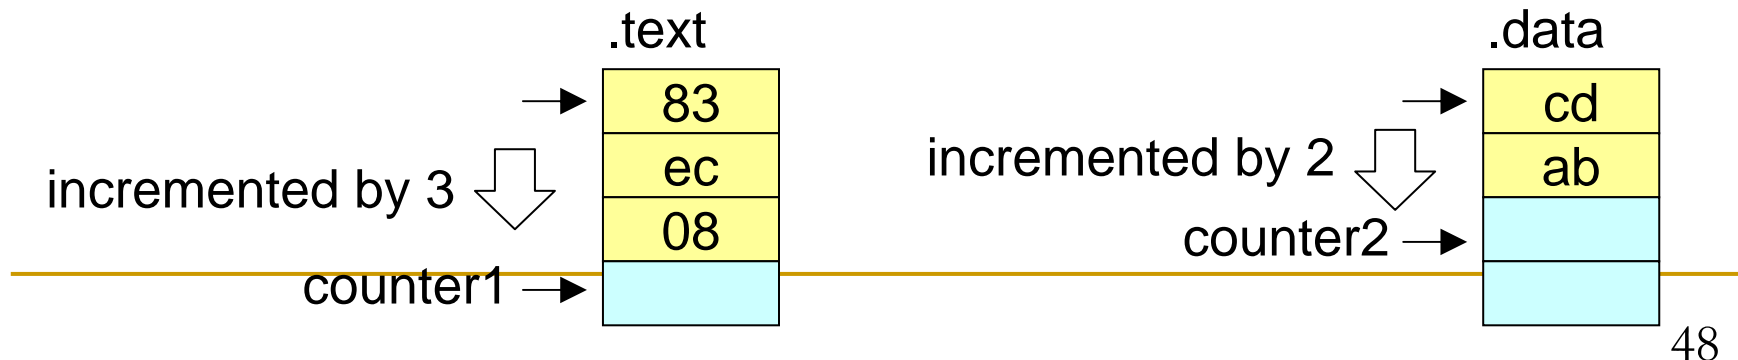 .text
83
ec
08
incremented by 3
counter1
.data
cd
ab
incremented by 2
counter2
48